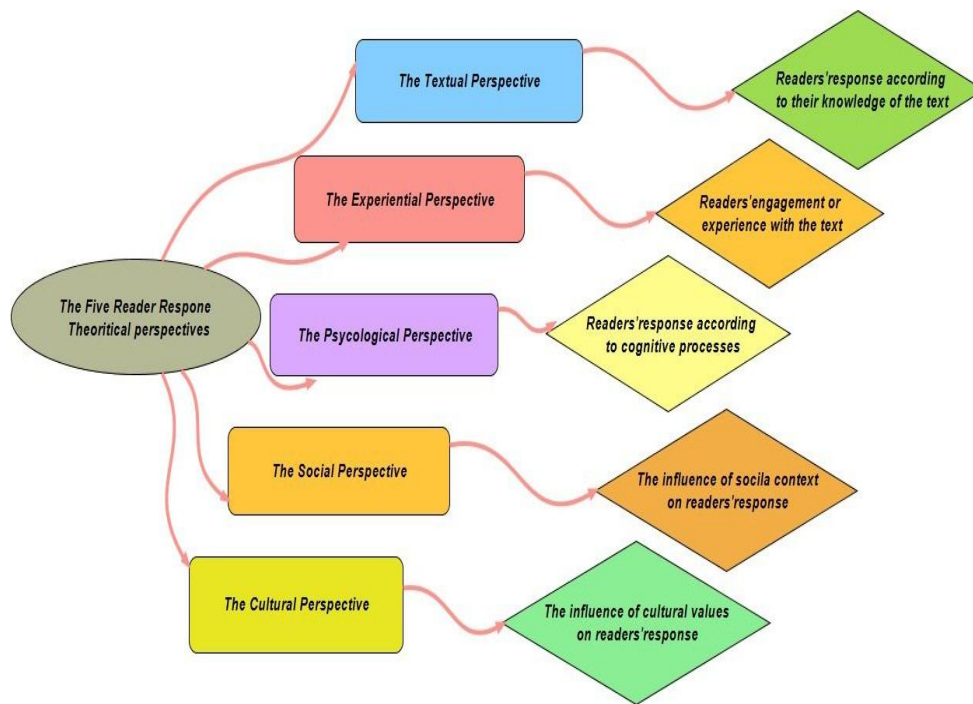 The Textual Perspective
Readers'response according
to their knowledge of the text
The Experiential Perspective
Readers'engagement or
experience with the text
The Five Reader Respone
Theoritical perspectives
The Psycological Perspective
Readers'response according
to cognitive processes
The Social Perspective
The influence of socila context
on readers'response
The Cultural Perspective
The influence of cultural values
on readers'response